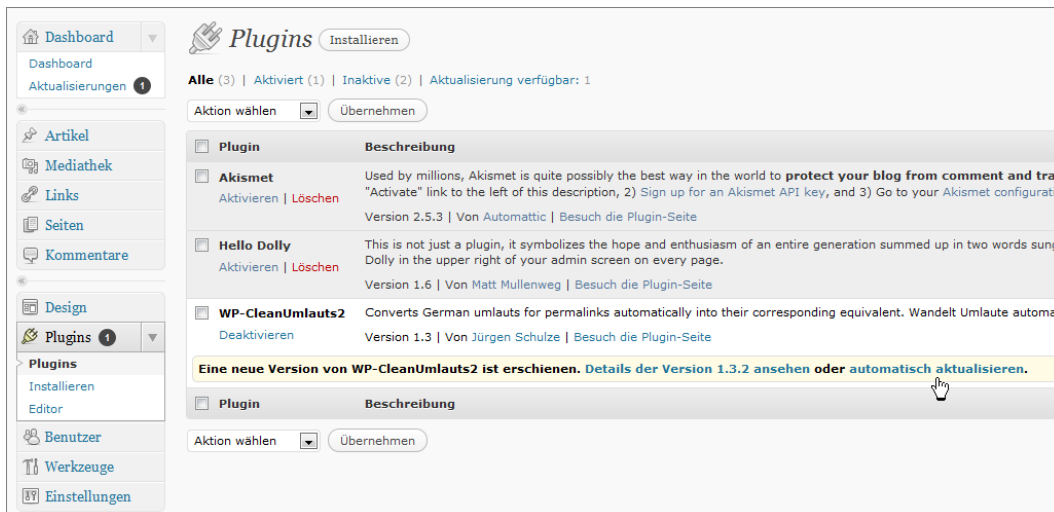 Dashboard
Dashboard
Aktualisierungen 1
Artikel
Mediathek
Links
Seiten
Kommentare
Design
Plugins 1
Plugins
Installieren
Editor
Benutzer
Werkzeuge
Einstellungen
Plugins Installieren
Alle (3) | Aktiviert (1) | Inaktive (2) | Aktualisierung verfügbar: 1
Aktion wählen Übernehmen
Plugin Beschreibung
Akismet Used by millions, Akismet is quite possibly the best way in the world to protect your blog from comment and tra
Aktivieren | Löschen "Activate" link to the left of this description, 2) Sign up for an Akismet API key, and 3) Go to your Akismet configurat
Version 2.5.3 | Von Automattic | Besuch die Plugin-Seite
Hello Dolly This is not just a plugin, it symbolizes the hope and enthusiasm of an entire generation summed up in two words sung
Aktivieren | Löschen Dolly in the upper right of your admin screen on every page.
Version 1.6 | Von Matt Mullenweg | Besuch die Plugin-Seite
WP-CleanUmlauts2 Converts German umlauts for permalinks automatically into their corresponding equivalent. Wandelt Umlaute automa
Deaktivieren Version 1.3 | Von Jürgen Schulze | Besuch die Plugin-Seite
Eine neue Version von WP-CleanUmlauts2 ist erschienen. Details der Version 1.3.2 ansehen oder automatisch aktualisieren.
Plugin Beschreibung
Aktion wählen Übernehmen